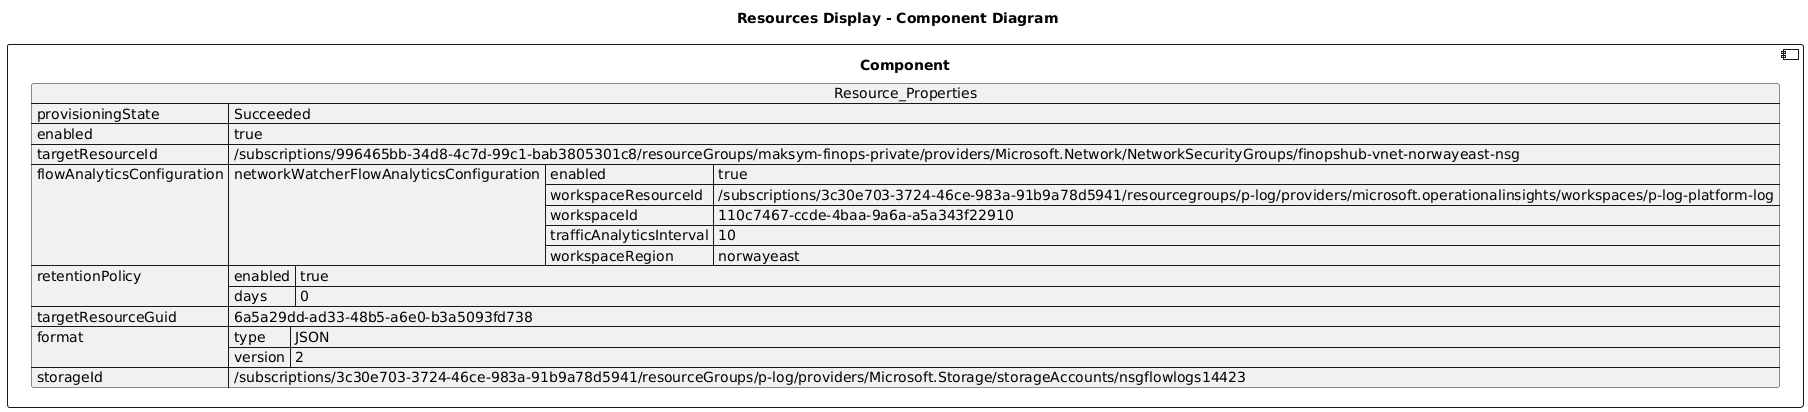 Resources Display - Component Diagram
Component
Resource_Properties
provisioningState Succeeded
enabled true
targetResourceId /subscriptions/996465bb-34d8-4c7d-99c1-bab3805301c8/resourceGroups/maksym-finops-private/providers/Microsoft.Network/NetworkSecurityGroups/finopshub-vnet-norwayeast-nsg
flowAnalyticsConfiguration networkWatcherFlowAnalyticsConfiguration enabled true
workspaceResourceId /subscriptions/3c30e703-3724-46ce-983a-91b9a78d5941/resourcegroups/p-log/providers/microsoft.operationalinsights/workspaces/p-log-platform-log
workspaceId 110c7467-ccde-4baa-9a6a-a5a343f22910
trafficAnalyticsInterval 10
workspaceRegion norwayeast
retentionPolicy enabled true
days 0
targetResourceGuid 6a5a29dd-ad33-48b5-a6e0-b3a5093fd738
format type JSON
version 2
storageId /subscriptions/3c30e703-3724-46ce-983a-91b9a78d5941/resourceGroups/p-log/providers/Microsoft.Storage/storageAccounts/nsgflowlogs14423